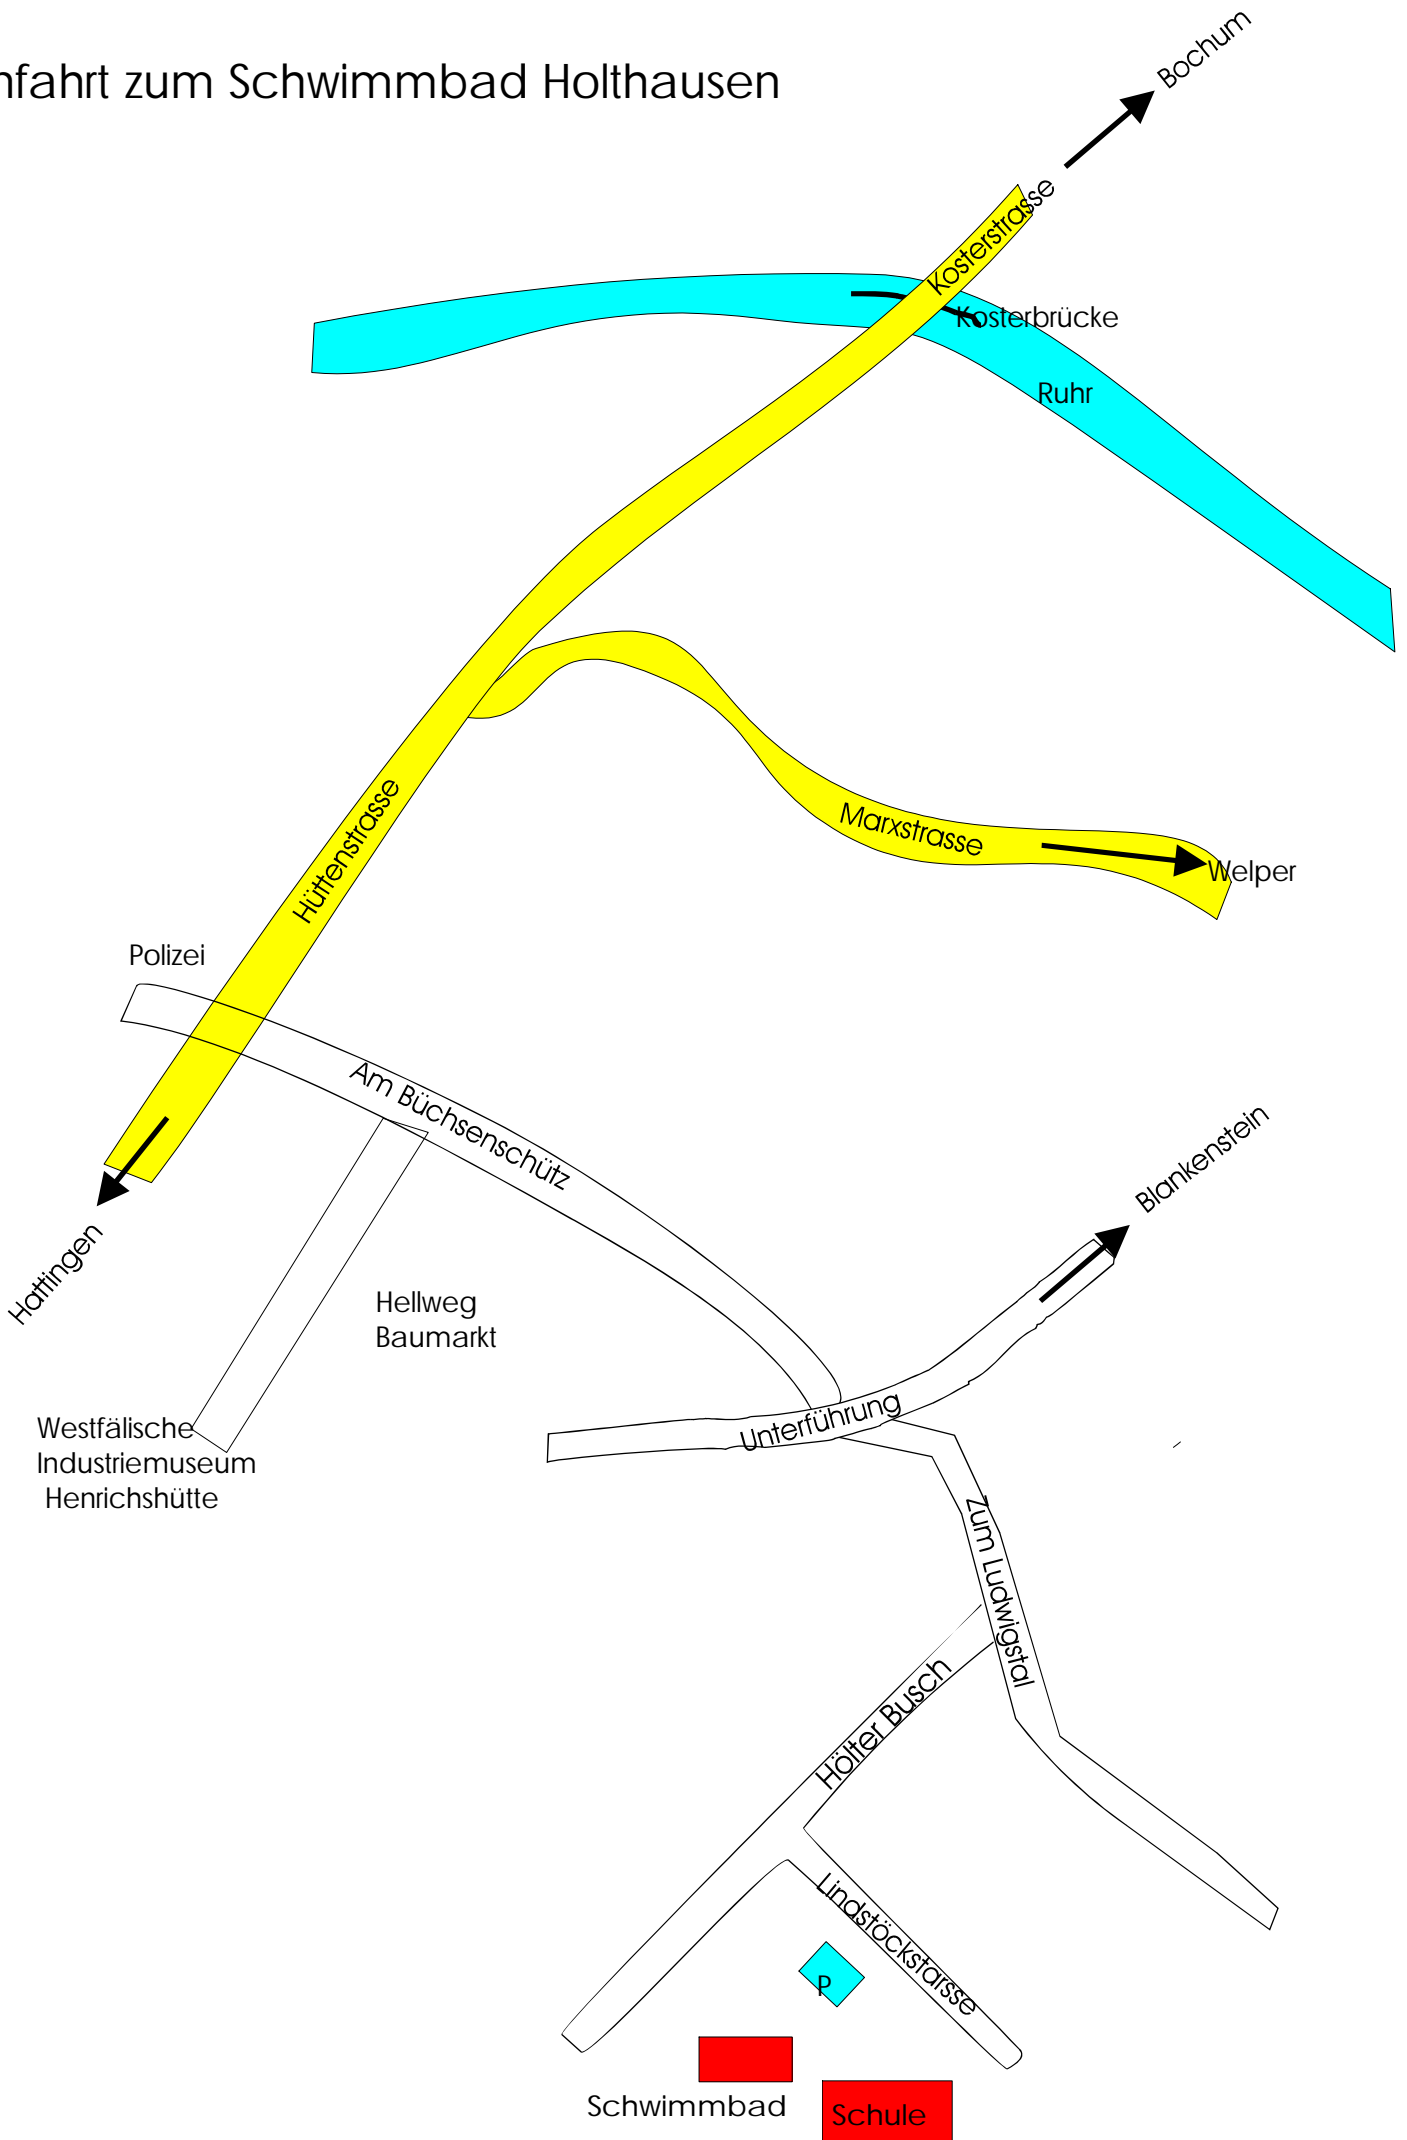 nfahrt zum Schwimmbad Holthausen
Bochum
Kosterstrasse
Kosterbrücke
Ruhr
Hüttenstrasse
Marxstrasse
Welper
Polizei
Am Büchsenschütz
Hattingen
Blankenstein
Hellweg
Baumarkt
Unterführung
Westfälische
Industriemuseum
Henrichshütte
Zum Ludwigstal
Hölter Busch
Lindstöckstarsse
P
Schwimmbad
Schule